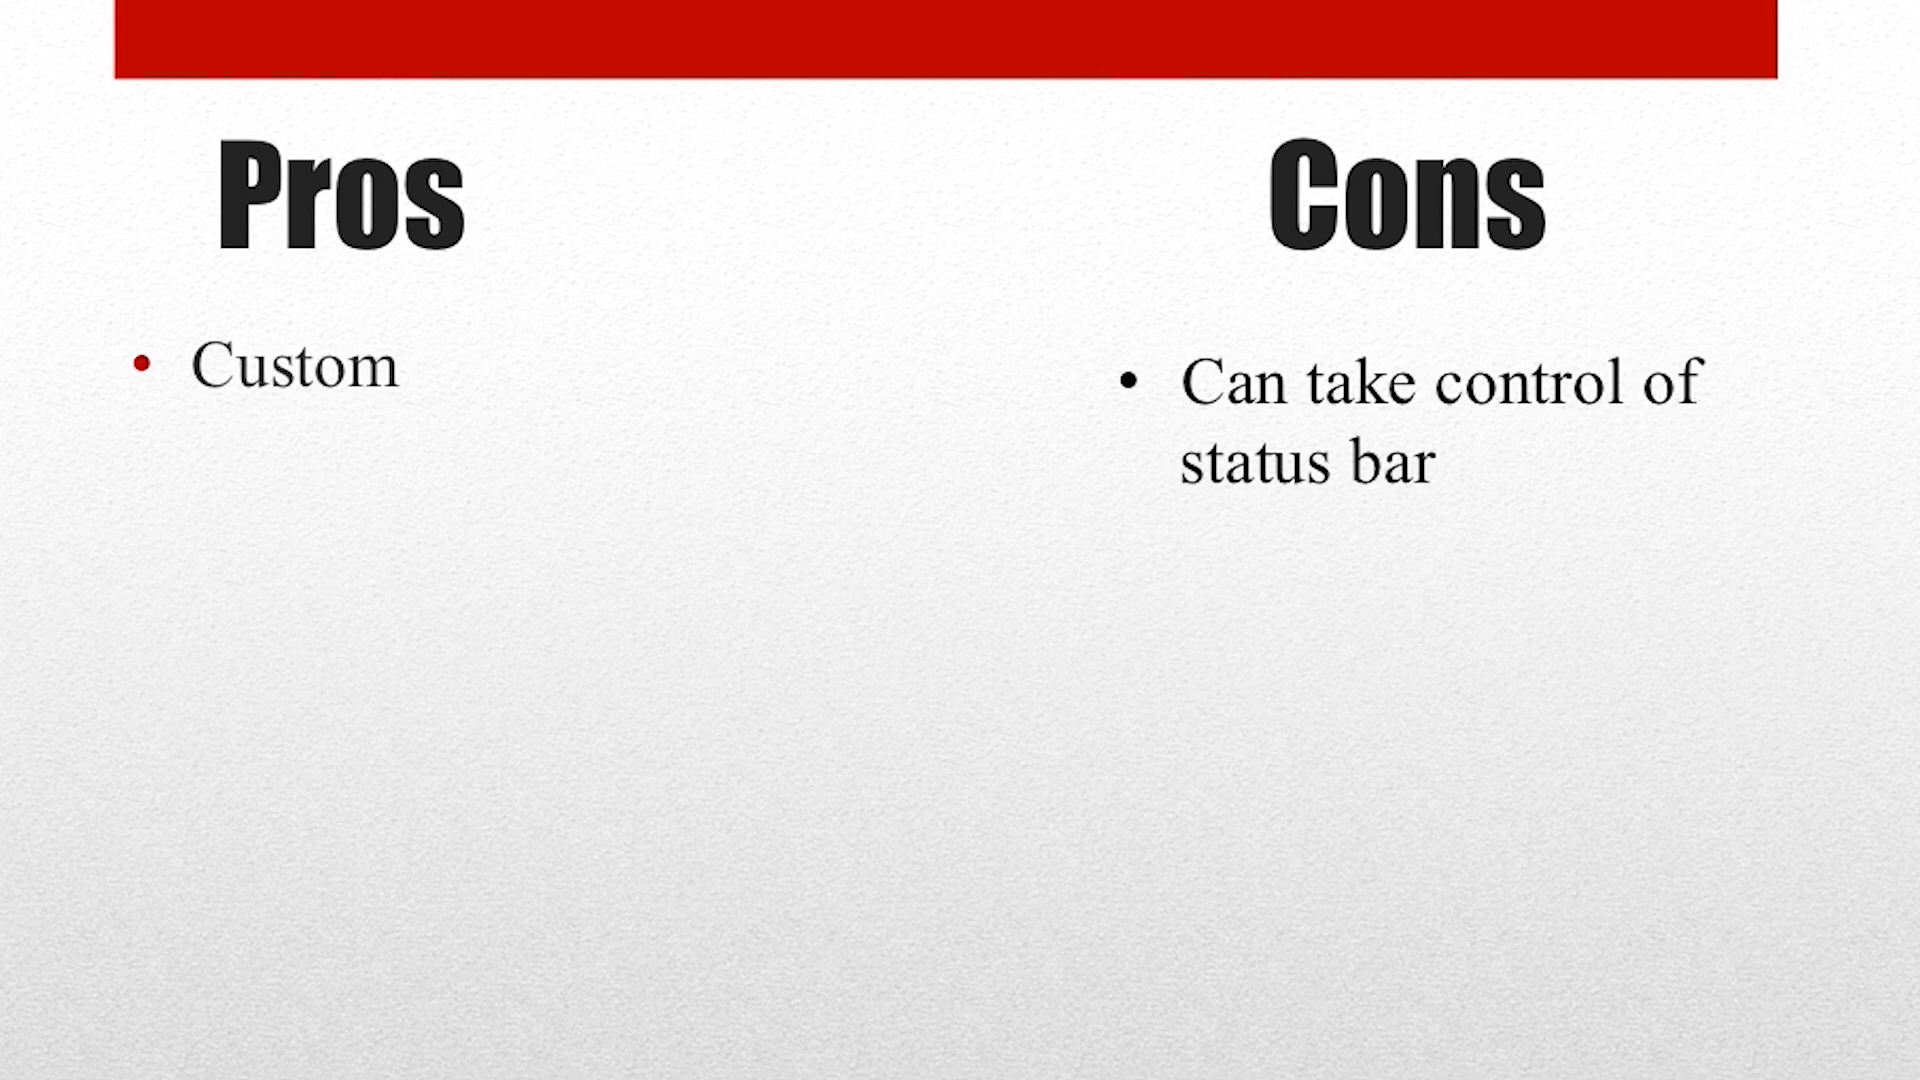 Pros
Cons
• Custom
• Can take control of
status bar